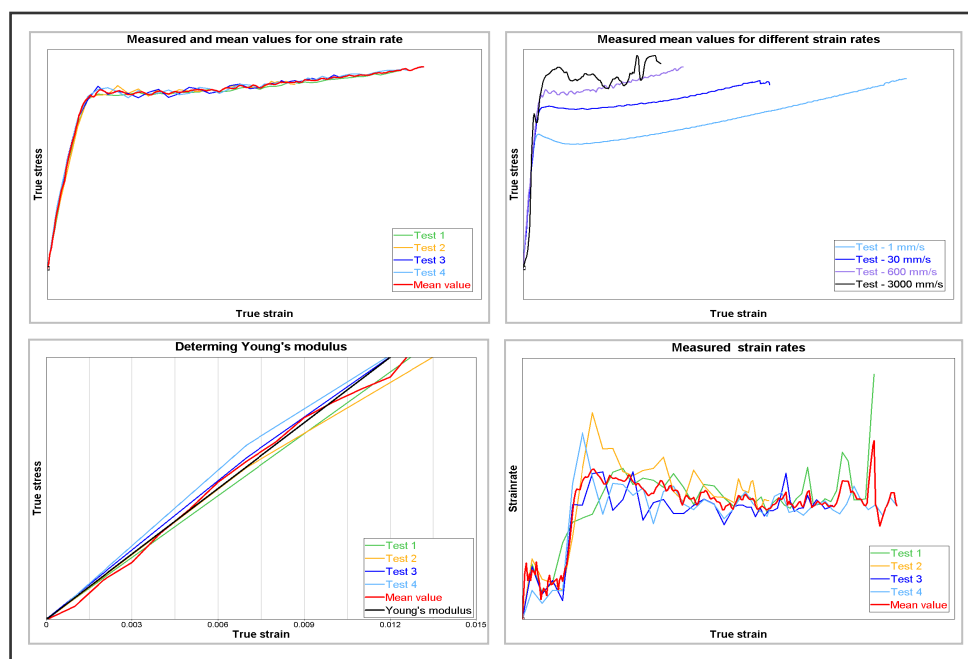 Measured and mean values for one strain rate
True stress
Test 1
Test 2
Test 3
Test 4
Mean value
True strain
Measured mean values for different strain rates
True stress
Test - 1 mm/s
Test - 30 mm/s
Test - 600 mm/s
Test - 3000 mm/s
True strain
Determing Young's modulus
True stress
Test 1
Test 2
Test 3
Test 4
Mean value
Young's modulus
0 0.003 0.006 0.009 0.012 0.015
True strain
Measured strain rates
Strainrate
Test 1
Test 2
Test 3
Test 4
Mean value
True strain